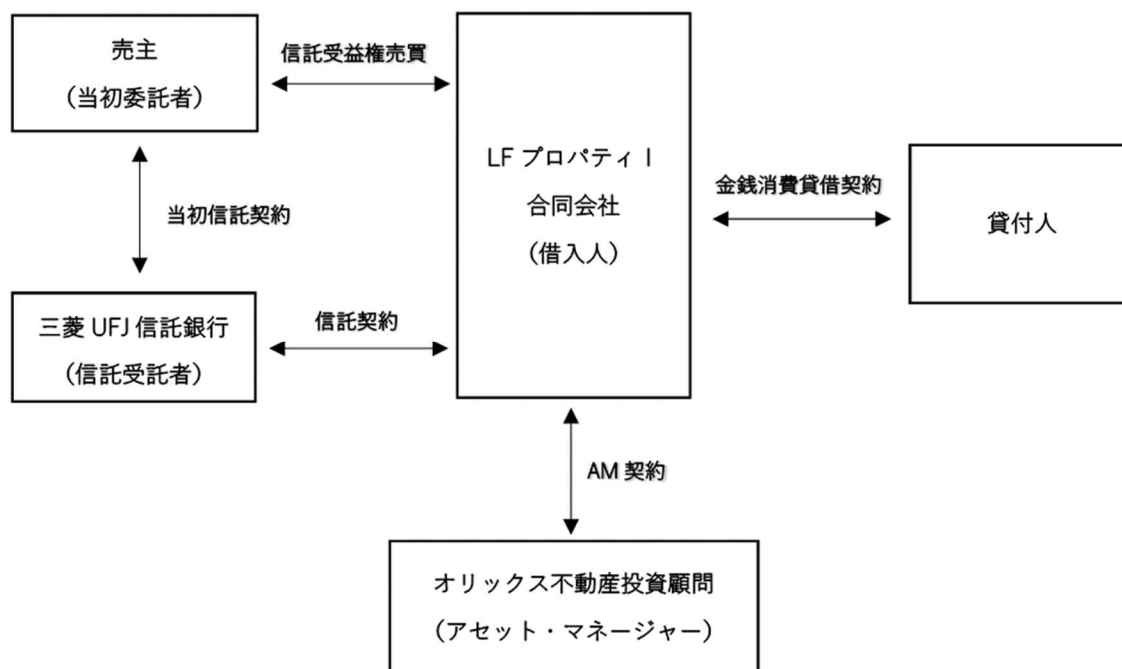 売主
（当初委託者）
信託受益権売買
LF プロパティ I
合同会社
（借入人）
金銭消費貸借契約
貸付人
当初信託契約
三菱 UFJ 信託銀行
（信託受託者）
信託契約
AM 契約
オリックス不動産投資顧問
（アセット・マネージャー）